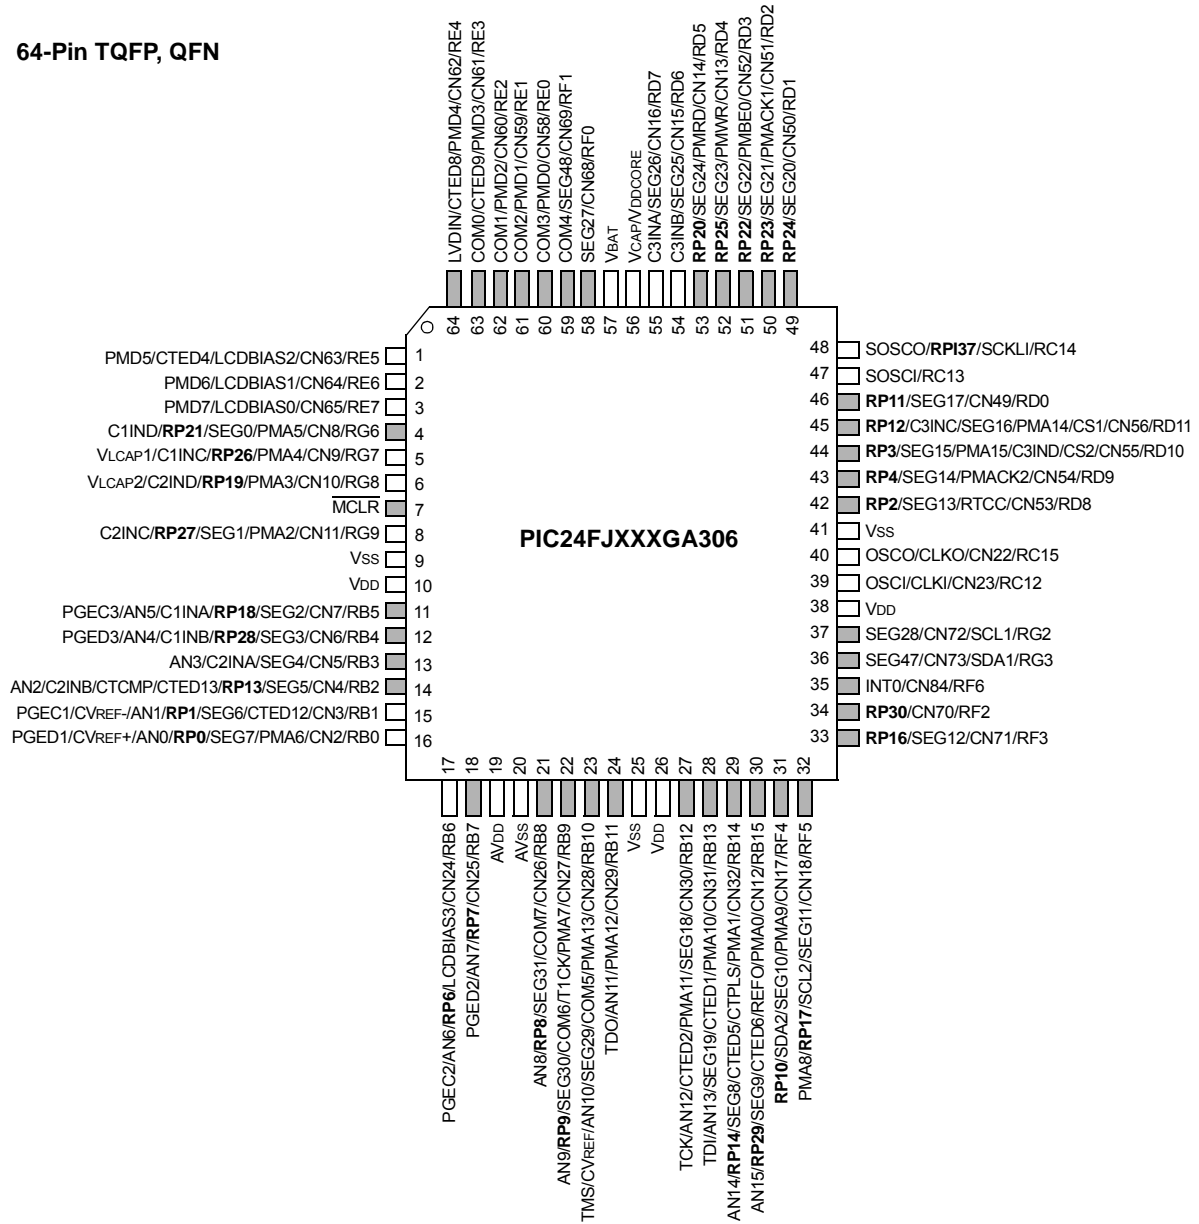 64-Pin TQFP, QFN
LVDIN/CTED8/PMD4/CN62/RE4
COM0/CTED9/PMD3/CN61/RE3
COM1/PMD2/CN60/RE2
COM2/PMD1/CN59/RE1
COM3/PMD0/CN58/RE0
COM4/SEG48/CN69/RF1
SEG27/CN68/RF0
VBAT
VCAP/VDDCORE
C3INA/SEG26/CN16/RD7
C3INB/SEG25/CN15/RD6
RP20/SEG24/PMRD/CN14/RD5
RP25/SEG23/PMWR/CN13/RD4
RP22/SEG22/PMBE0/CN52/RD3
RP23/SEG21/PMACK1/CN51/RD2
RP24/SEG20/CN50/RD1
64 63 62 61 60 59 58 57 56 55 54 53 52 51 50 49
PMD5/CTED4/LCDBIAS2/CN63/RE5 1
PMD6/LCDBIAS1/CN64/RE6 2
PMD7/LCDBIAS0/CN65/RE7 3
C1IND/RP21/SEG0/PMA5/CN8/RG6 4
VLCAP1/C1INC/RP26/PMA4/CN9/RG7 5
VLCAP2/C2IND/RP19/PMA3/CN10/RG8 6
MCLR 7
C2INC/RP27/SEG1/PMA2/CN11/RG9 8
VSS 9
VDD 10
PGEC3/AN5/C1INA/RP18/SEG2/CN7/RB5 11
PGED3/AN4/C1INB/RP28/SEG3/CN6/RB4 12
AN3/C2INA/SEG4/CN5/RB3 13
AN2/C2INB/CTCMP/CTED13/RP13/SEG5/CN4/RB2 14
PGEC1/CVREF-/AN1/RP1/SEG6/CTED12/CN3/RB1 15
PGED1/CVREF+/AN0/RP0/SEG7/PMA6/CN2/RB0 16
PIC24FJXXXGA306
48 SOSCO/RPI37/SCKLI/RC14
47 SOSCI/RC13
46 RP11/SEG17/CN49/RD0
45 RP12/C3INC/SEG16/PMA14/CS1/CN56/RD11
44 RP3/SEG15/PMA15/C3IND/CS2/CN55/RD10
43 RP4/SEG14/PMACK2/CN54/RD9
42 RP2/SEG13/RTCC/CN53/RD8
41 VSS
40 OSCO/CLKO/CN22/RC15
39 OSCI/CLKI/CN23/RC12
38 VDD
37 SEG28/CN72/SCL1/RG2
36 SEG47/CN73/SDA1/RG3
35 INT0/CN84/RF6
34 RP30/CN70/RF2
33 RP16/SEG12/CN71/RF3
17 18 19 20 21 22 23 24 25 26 27 28 29 30 31 32
PGEC2/AN6/RP6/LCDBIAS3/CN24/RB6
PGED2/AN7/RP7/CN25/RB7
AVDD
AVSS
AN8/RP8/SEG31/COM7/CN26/RB8
AN9/RP9/SEG30/COM6/T1CK/PMA7/CN27/RB9
TMS/CVREF/AN10/SEG29/COM5/PMA13/CN28/RB10
TDO/AN11/PMA12/CN29/RB11
VSS
VDD
TCK/AN12/CTED2/PMA11/SEG18/CN30/RB12
TDI/AN13/SEG19/CTED1/PMA10/CN31/RB13
AN14/RP14/SEG8/CTED5/CTPLS/PMA1/CN32/RB14
AN15/RP29/SEG9/CTED6/REFO/PMA0/CN12/RB15
RP10/SDA2/SEG10/PMA9/CN17/RF4
PMA8/RP17/SCL2/SEG11/CN18/RF5